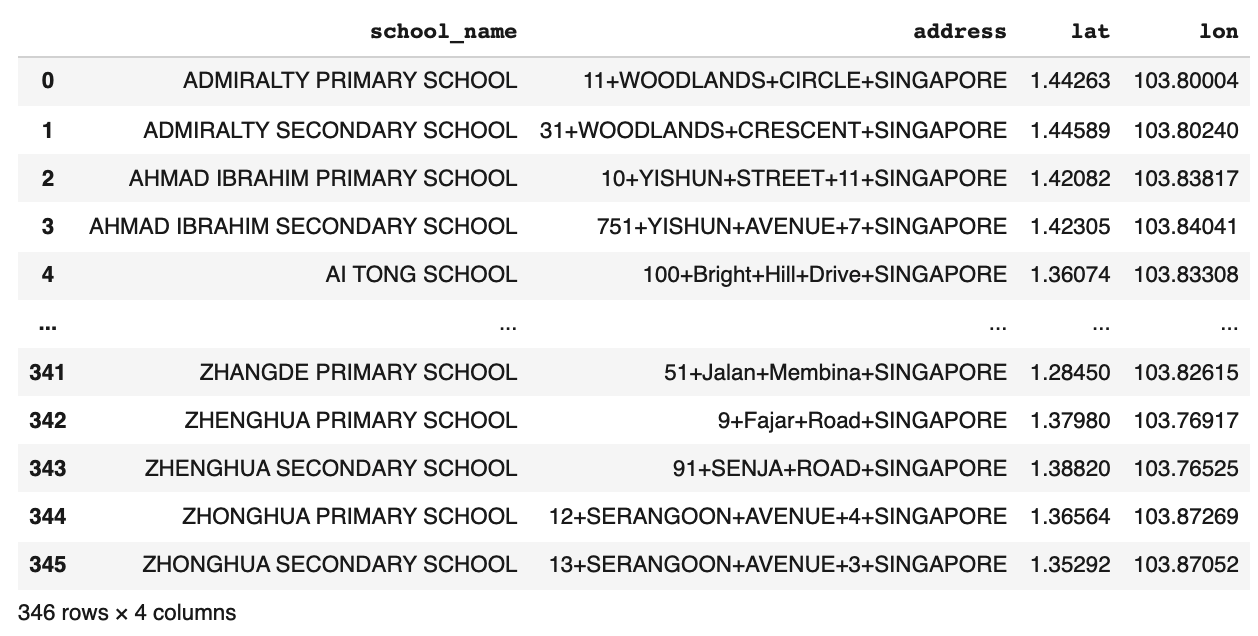 school_name address lat lon
0 ADMIRALTY PRIMARY SCHOOL 11+WOODLANDS+CIRCLE+SINGAPORE 1.44263 103.80004
1 ADMIRALTY SECONDARY SCHOOL 31+WOODLANDS+CRESCENT+SINGAPORE 1.44589 103.80240
2 AHMAD IBRAHIM PRIMARY SCHOOL 10+YISHUN+STREET+11+SINGAPORE 1.42082 103.83817
3 AHMAD IBRAHIM SECONDARY SCHOOL 751+YISHUN+AVENUE+7+SINGAPORE 1.42305 103.84041
4 AI TONG SCHOOL 100+Bright+Hill+Drive+SINGAPORE 1.36074 103.83308
... ... ... ... ...
341 ZHANGDE PRIMARY SCHOOL 51+Jalan+Membina+SINGAPORE 1.28450 103.82615
342 ZHENGHUA PRIMARY SCHOOL 9+Fajar+Road+SINGAPORE 1.37980 103.76917
343 ZHENGHUA SECONDARY SCHOOL 91+SENJA+ROAD+SINGAPORE 1.38820 103.76525
344 ZHONGHUA PRIMARY SCHOOL 12+SERANGOON+AVENUE+4+SINGAPORE 1.36564 103.87269
345 ZHONGHUA SECONDARY SCHOOL 13+SERANGOON+AVENUE+3+SINGAPORE 1.35292 103.87052
346 rows × 4 columns